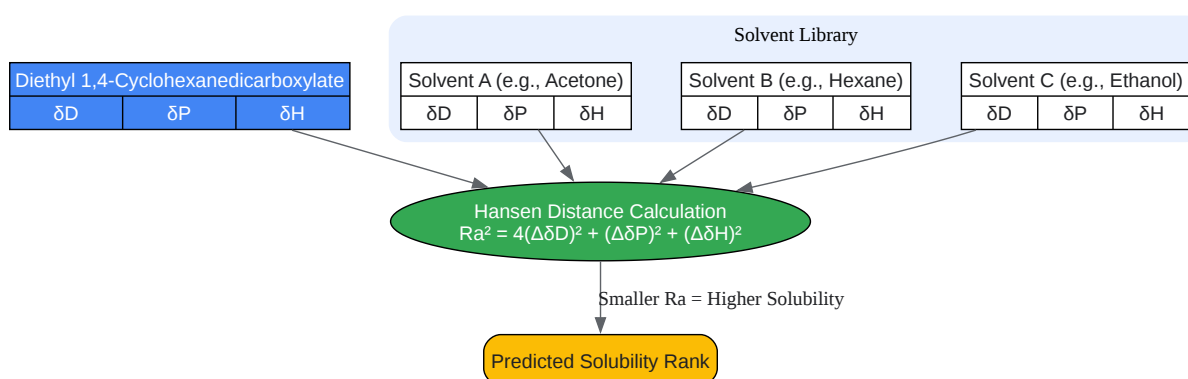 Solvent Library
Diethyl 1,4-Cyclohexanedicarboxylate
δD δP δH
Solvent A (e.g., Acetone)
δD δP δH
Solvent B (e.g., Hexane)
δD δP δH
Solvent C (e.g., Ethanol)
δD δP δH
Hansen Distance Calculation
Ra² = 4(ΔδD)² + (ΔδP)² + (ΔδH)²
Smaller Ra = Higher Solubility
Predicted Solubility Rank